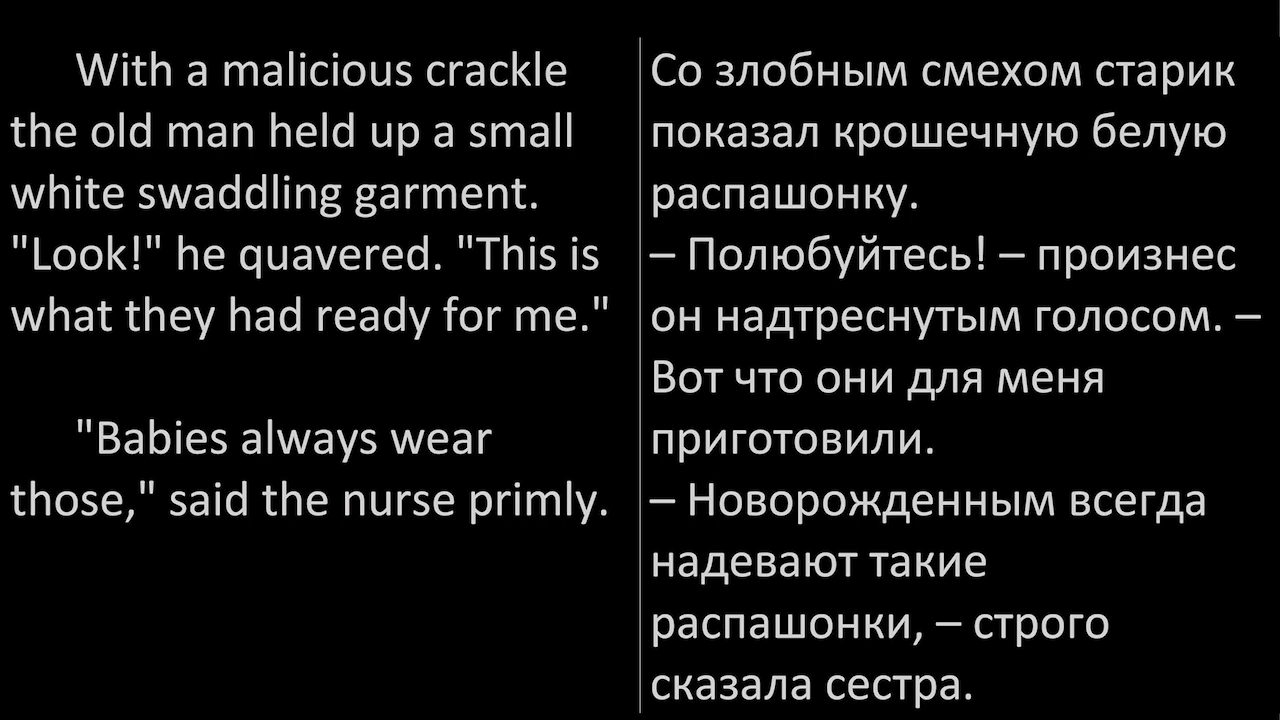 With a malicious crackle
the old man held up a small
white swaddling garment.
"Look!" he quavered. "This is
what they had ready for me."
"Babies always wear
those," said the nurse primly.
Со злобным смехом старик
показал крошечную белую
распашонку.
– Полюбуйтесь! – произнес
он надтреснутым голосом. –
Вот что они для меня
приготовили.
– Новорожденным всегда
надевают такие
распашонки, – строго
сказала сестра.